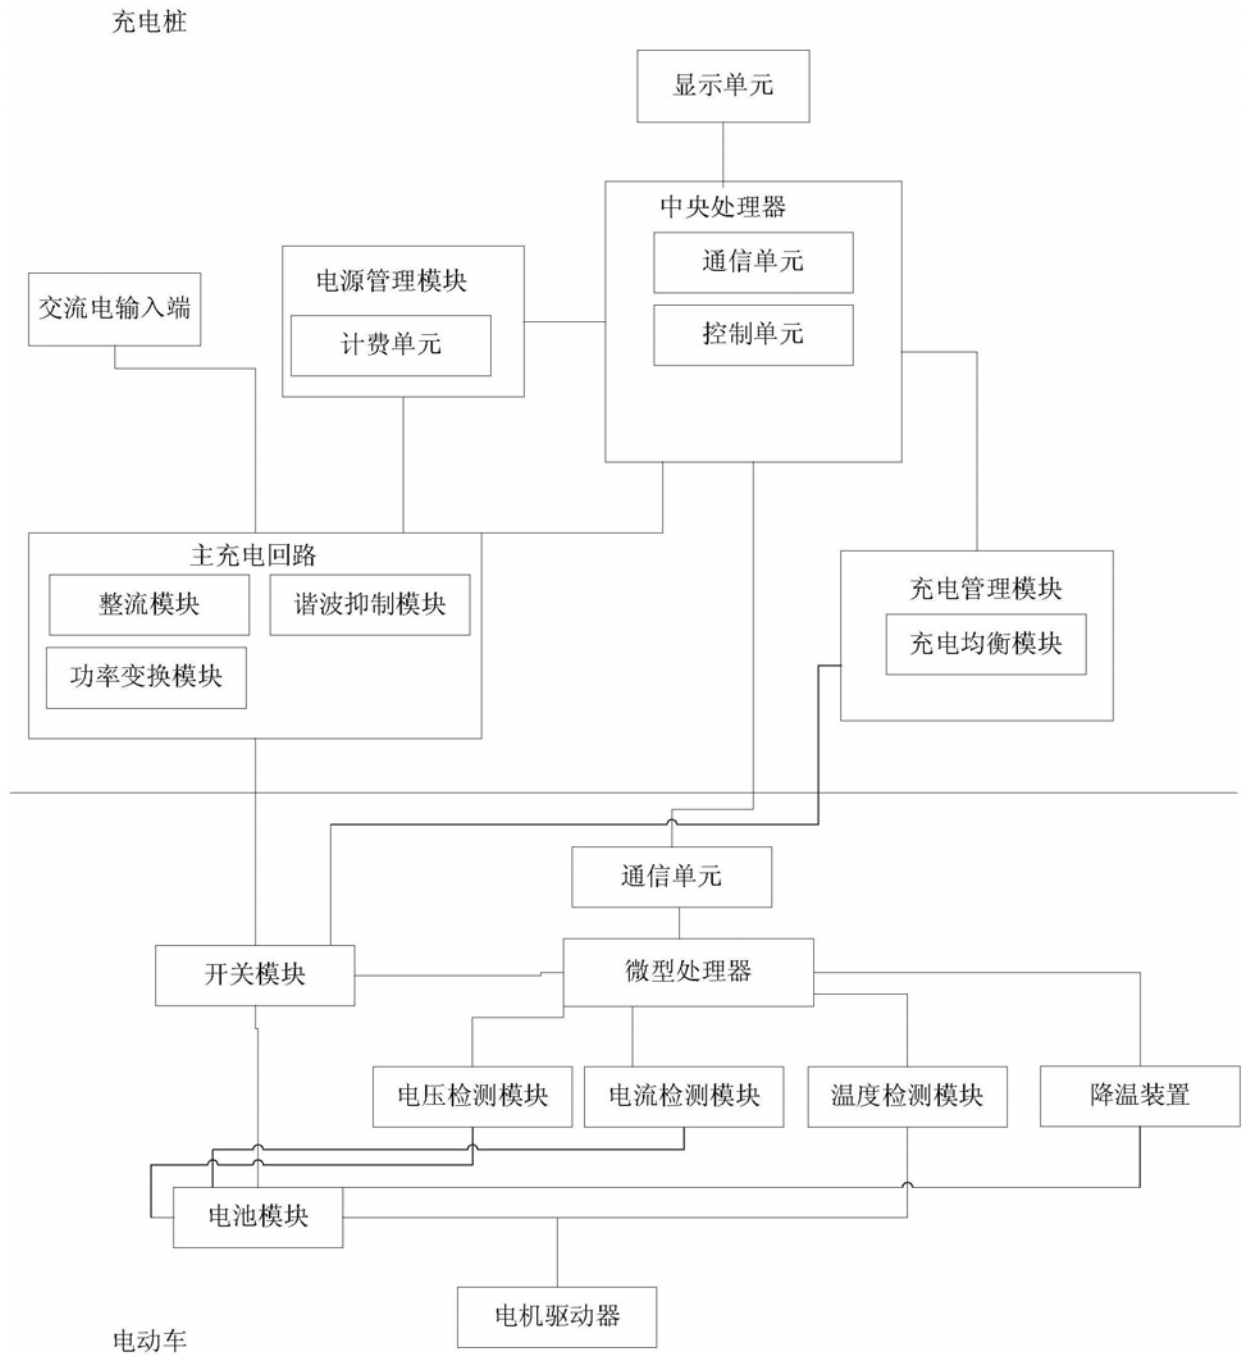 充电桩
显示单元
中央处理器
通信单元
控制单元
电源管理模块
计费单元
交流电输入端
主充电回路
整流模块
谐波抑制模块
功率变换模块
充电管理模块
充电均衡模块
通信单元
开关模块
微型处理器
电压检测模块
电流检测模块
温度检测模块
降温装置
电池模块
电机驱动器
电动车